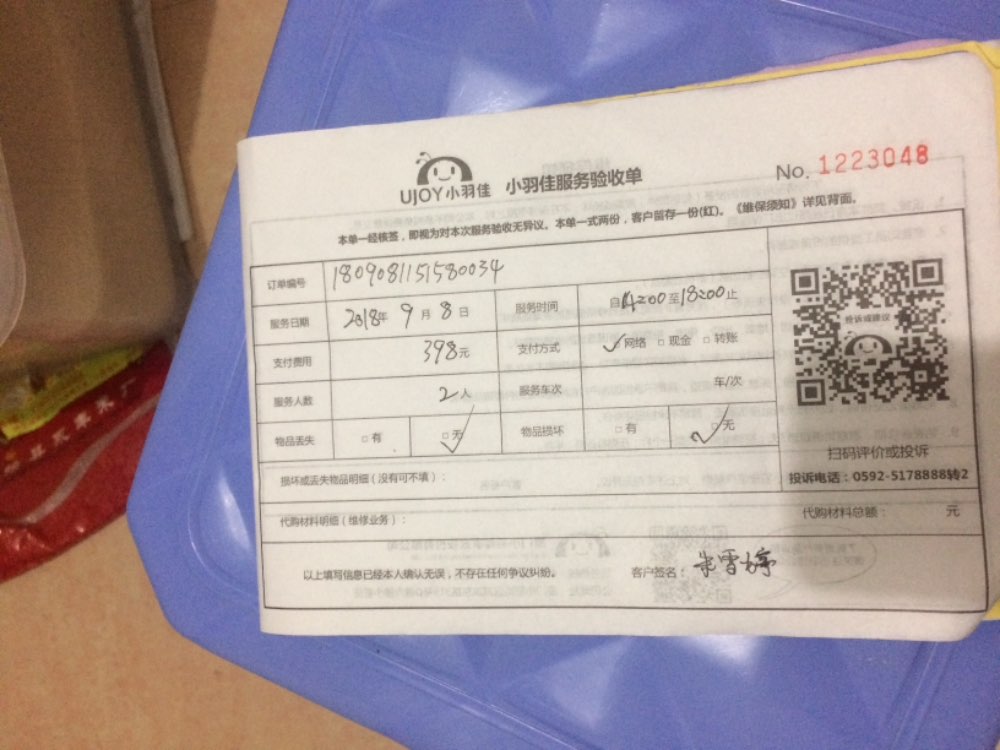 UJOY小羽佳 小羽佳服务验收单 No. 1223048
本单一经核签，即视为对本次服务验收无异议。本单一式两份，客户留存一份(红)。《维保须知》详见背面。
订单编号 1809081151580034
服务日期 2018年 9月 8日 服务时间 自14:00至18:00止
支付费用 398元 支付方式 ✓网络 □现金 □转账
服务人数 2人 服务车次 车/次
物品丢失 □有 □无 ✓ 物品损坏 □有 □无 ✓
投诉或建议
扫码评价或投诉
投诉电话：0592-5178888转2
损坏或丢失物品明细（没有可不填）：
代购材料明细（维修业务）： 代购材料总额： 元
以上填写信息已经本人确认无误，不存在任何争议纠纷。 客户签名：朱雪婷